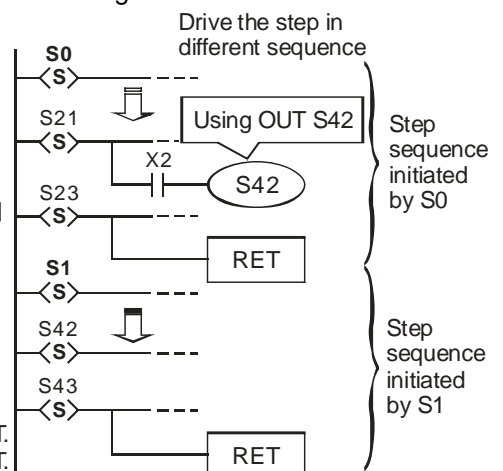 Drive the step in
different sequence
S0
S
S21
S
Using OUT S42
X2
S42
S23
S
RET
Step
sequence
initiated
by S0
S1
S
S42
S
S43
S
RET
Step
sequence
initiated
by S1
T.
T.